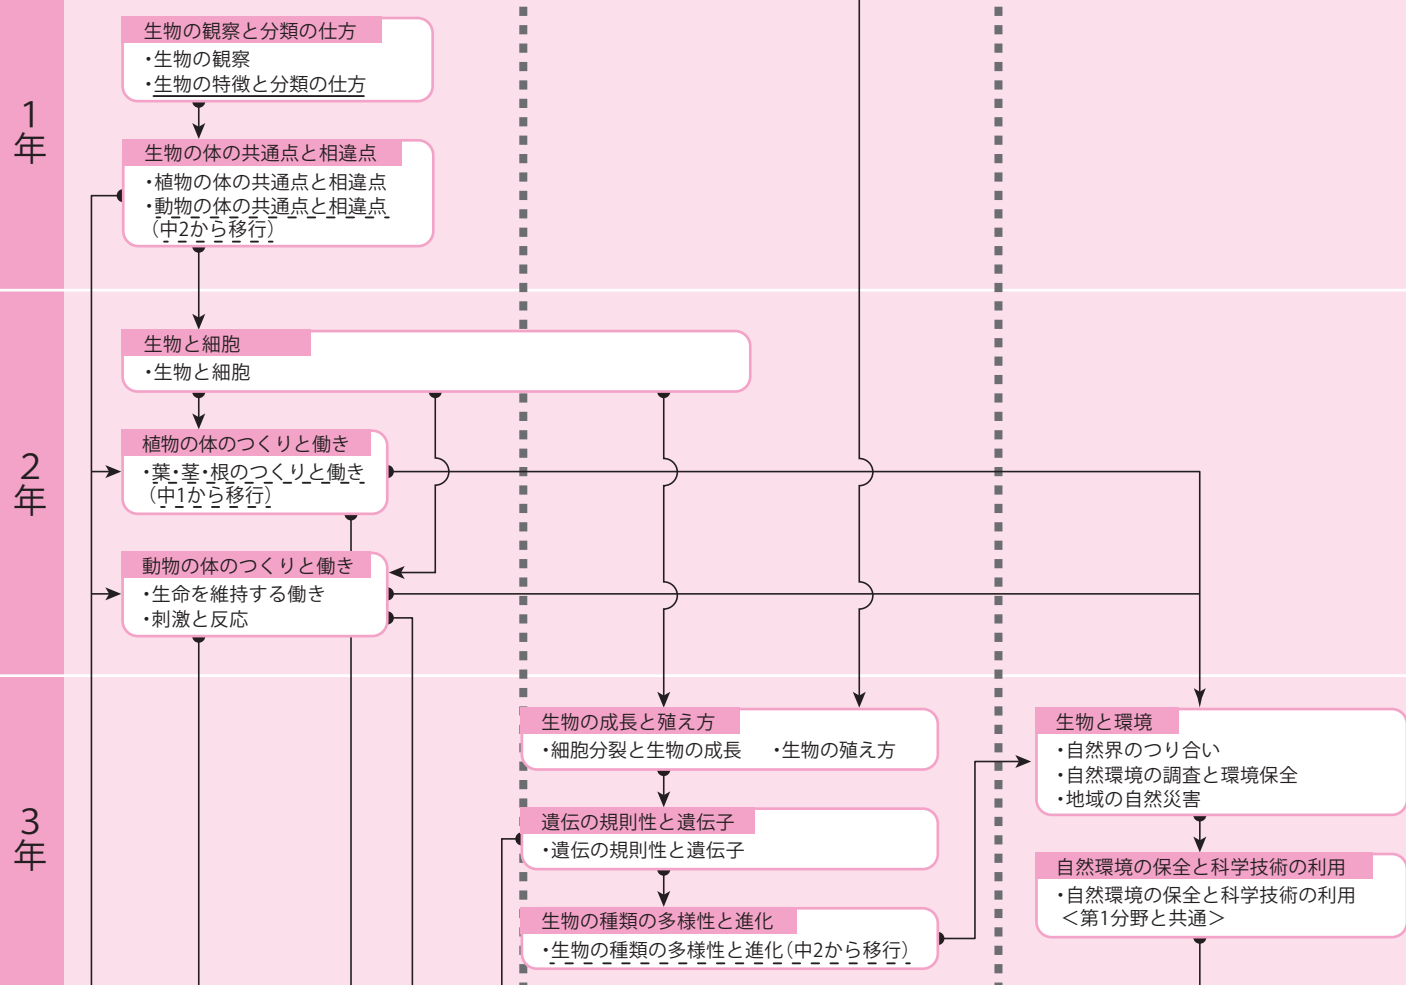 1年
生物の観察と分類の仕方
・生物の観察
・生物の特徴と分類の仕方
生物の体の共通点と相違点
・植物の体の共通点と相違点
・動物の体の共通点と相違点
(中2から移行)
2年
生物と細胞
・生物と細胞
植物の体のつくりと働き
・葉・茎・根のつくりと働き
(中1から移行)
動物の体のつくりと働き
・生命を維持する働き
・刺激と反応
3年
生物の成長と殖え方
・細胞分裂と生物の成長 ・生物の殖え方
遺伝の規則性と遺伝子
・遺伝の規則性と遺伝子
生物の種類の多様性と進化
・生物の種類の多様性と進化(中2から移行)
生物と環境
・自然界のつり合い
・自然環境の調査と環境保全
・地域の自然災害
自然環境の保全と科学技術の利用
・自然環境の保全と科学技術の利用
＜第1分野と共通＞